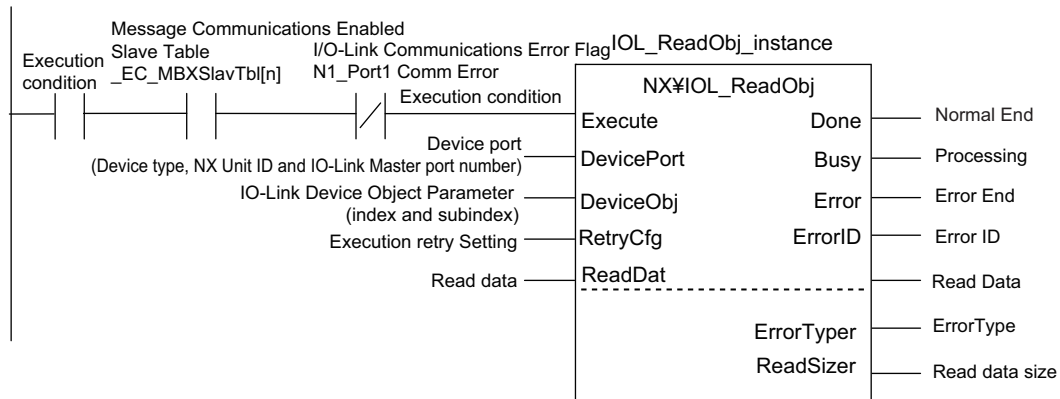 Message Communications Enabled
Slave Table
_EC_MBXSlavTbl[n]
Execution
condition
I/O-Link Communications Error Flag
N1_Port1 Comm Error
IOL_ReadObj_instance
NX¥IOL_ReadObj
Execution condition
Execute
Done
Normal End
Device port
(Device type, NX Unit ID and IO-Link Master port number)
DevicePort
Busy
Processing
IO-Link Device Object Parameter
(index and subindex)
DeviceObj
Error
Error End
Execution retry Setting
RetryCfg
ErrorID
Error ID
Read data
ReadDat
Read Data
ErrorTyper
ErrorType
ReadSizer
Read data size